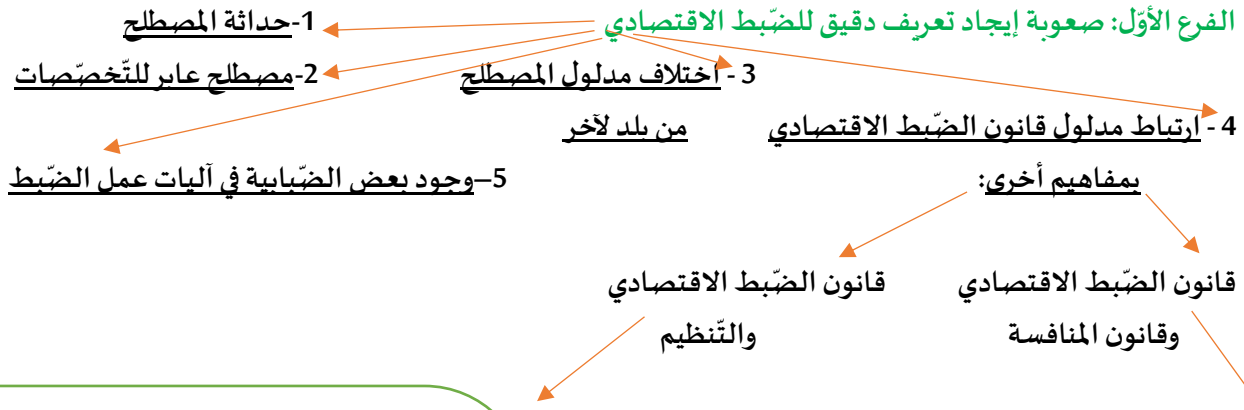 الفرع الأوّل: صعوبة إيجاد تعريف دقيق للضّبط الاقتصادي
1-حداثة المصطلح
2-مصطلح عابر للتّخصّصات
3 - اختلاف مدلول المصطلح
من بلد لآخر
4 - ارتباط مدلول قانون الضّبط الاقتصادي
بمفاهيم أخرى:
5–وجود بعض الضّبابية في آليات عمل الضّبط
قانون الضّبط الاقتصادي
وقانون المنافسة
قانون الضّبط الاقتصادي
والتّنظيم